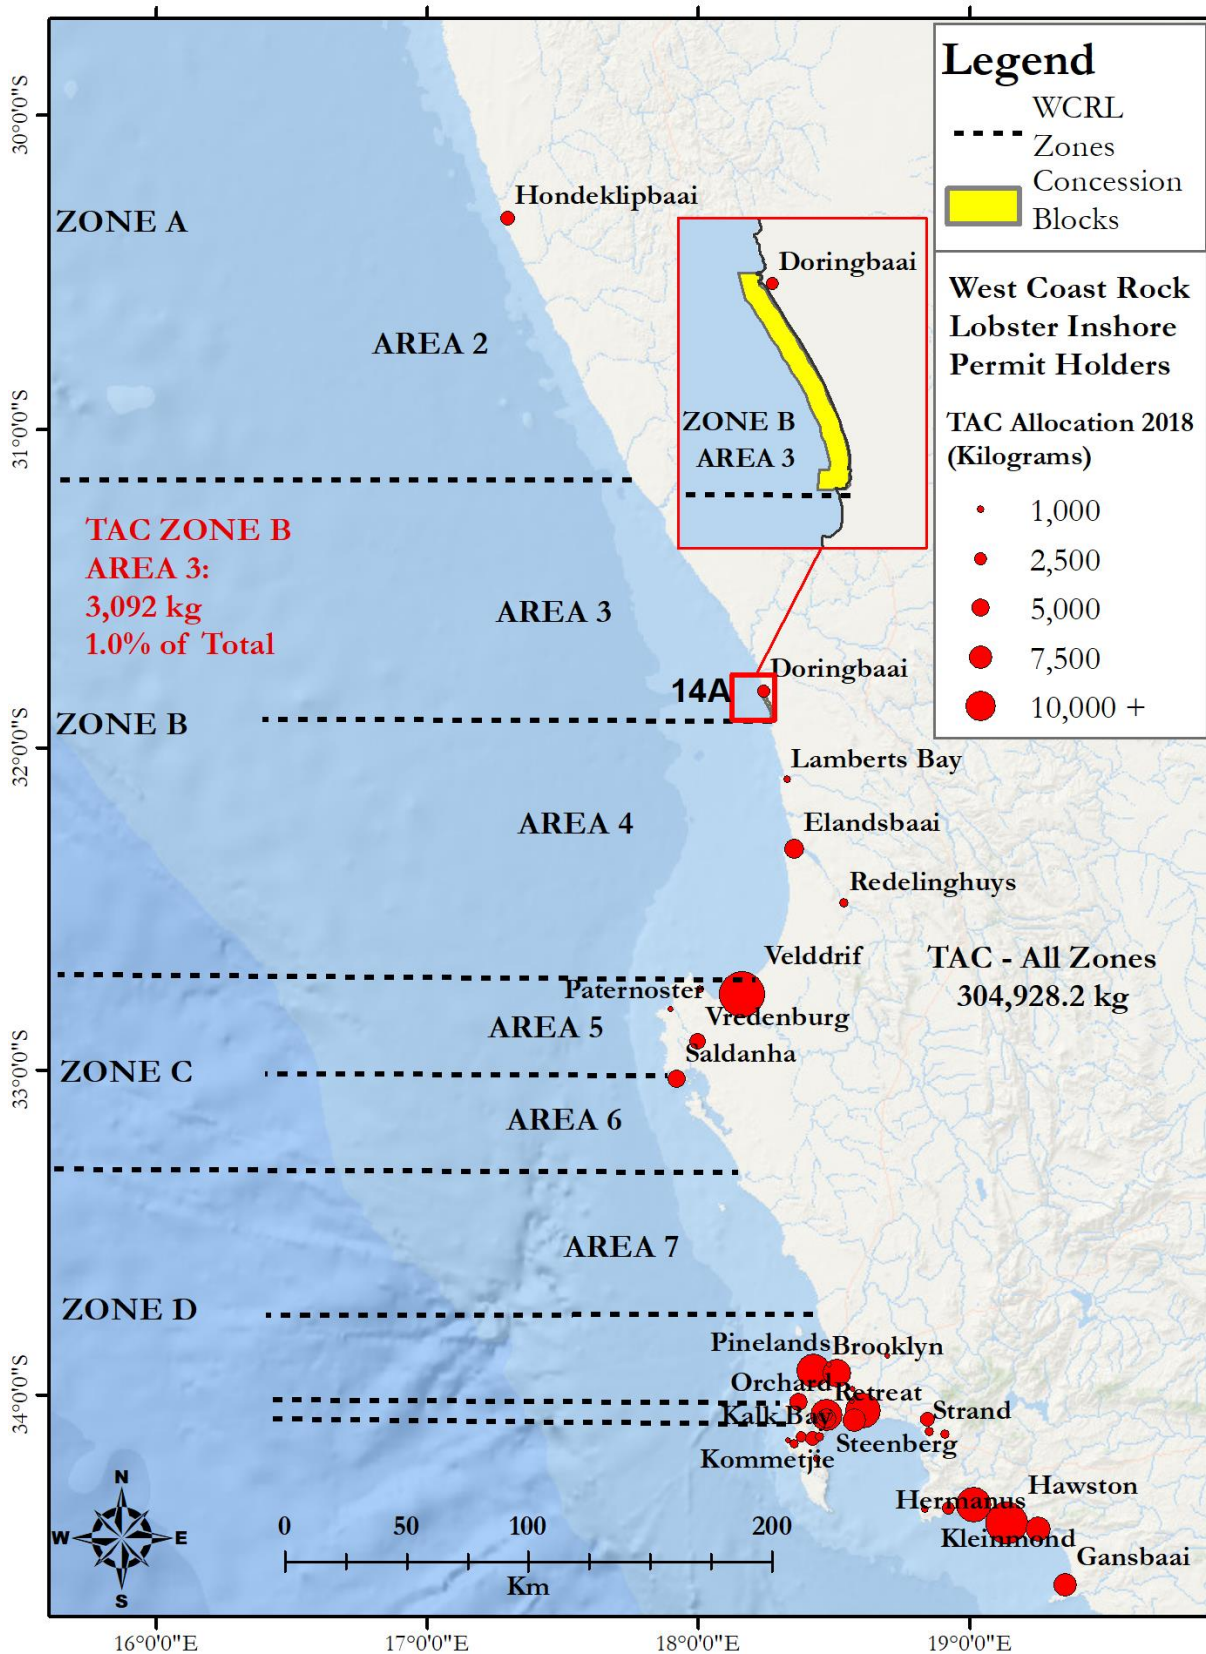 Legend
WCRL
Zones
Concession
Blocks
West Coast Rock
Lobster Inshore
Permit Holders
TAC Allocation 2018
(Kilograms)
1,000
2,500
5,000
7,500
10,000 +
30°0'0"S
31°0'0"S
32°0'0"S
33°0'0"S
34°0'0"S
ZONE A
Hondeklipbaai
AREA 2
Doringbaai
ZONE B
AREA 3
TAC ZONE B
AREA 3:
3,092 kg
1.0% of Total
AREA 3
Doringbaai
14A
ZONE B
Lamberts Bay
AREA 4
Elandsbaai
Redelinghuys
Velddrif
TAC - All Zones
304,928.2 kg
Paternoster
Vredenburg
AREA 5
Saldanha
ZONE C
AREA 6
AREA 7
ZONE D
Pinelands
Brooklyn
Orchard
Retreat
Kalk Bay
Strand
Steenberg
Kommetjie
Hawston
Hermanus
Kleinmond
Gansbaai
N
W
E
S
0
50
100
200
Km
16°0'0"E
17°0'0"E
18°0'0"E
19°0'0"E